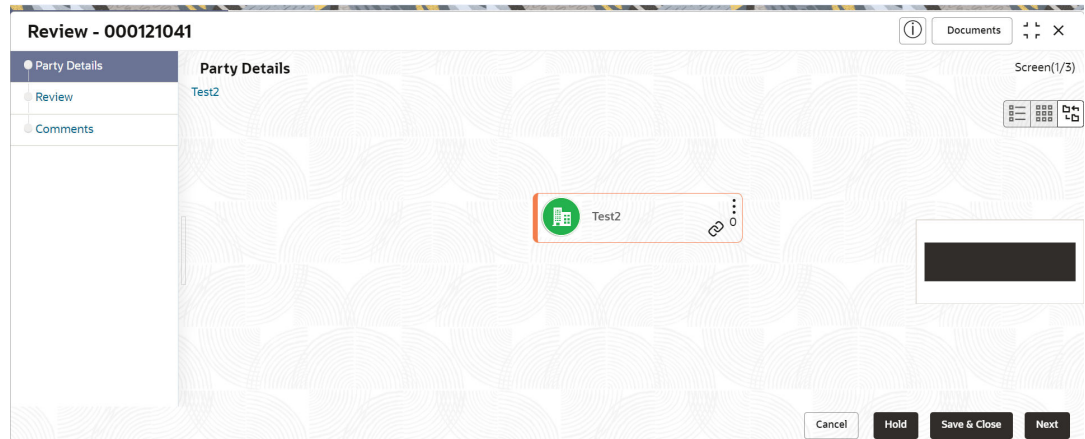 Review - 000121041
Documents
Party Details
Review
Comments
Party Details
Screen(1/3)
Test2
Test2
0
Cancel
Hold
Save & Close
Next